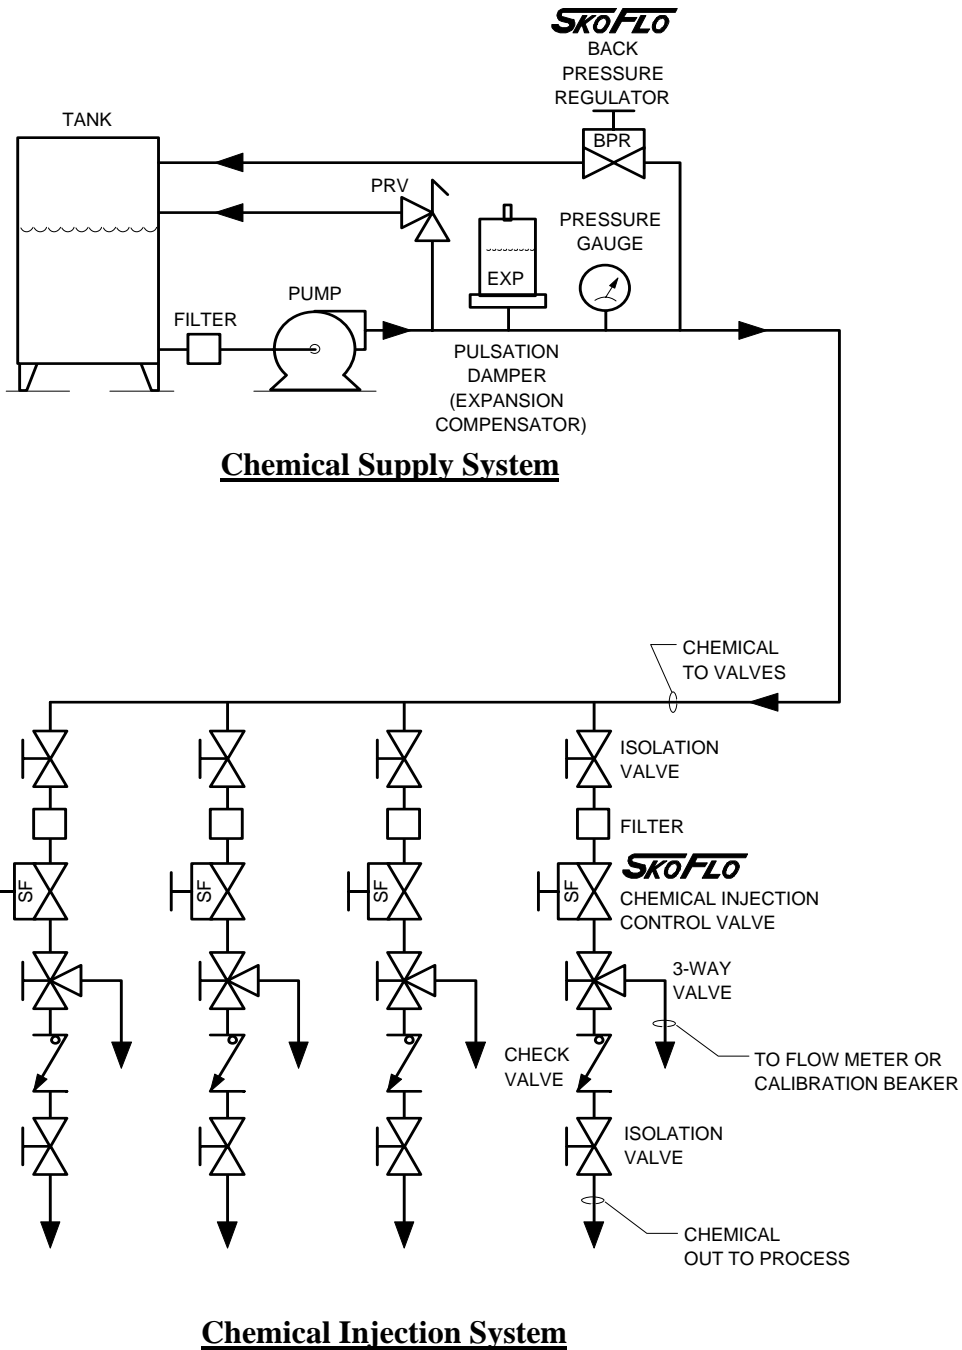 SKOFLO
BACK
PRESSURE
REGULATOR
TANK
BPR
PRV
PRESSURE
GAUGE
EXP
PUMP
FILTER
PULSATION
DAMPER
(EXPANSION
COMPENSATOR)
Chemical Supply System
CHEMICAL
TO VALVES
ISOLATION
VALVE
FILTER
SKOFLO
SF
SF
SF
SF
CHEMICAL INJECTION
CONTROL VALVE
3-WAY
VALVE
CHECK
VALVE
TO FLOW METER OR
CALIBRATION BEAKER
ISOLATION
VALVE
CHEMICAL
OUT TO PROCESS
Chemical Injection System